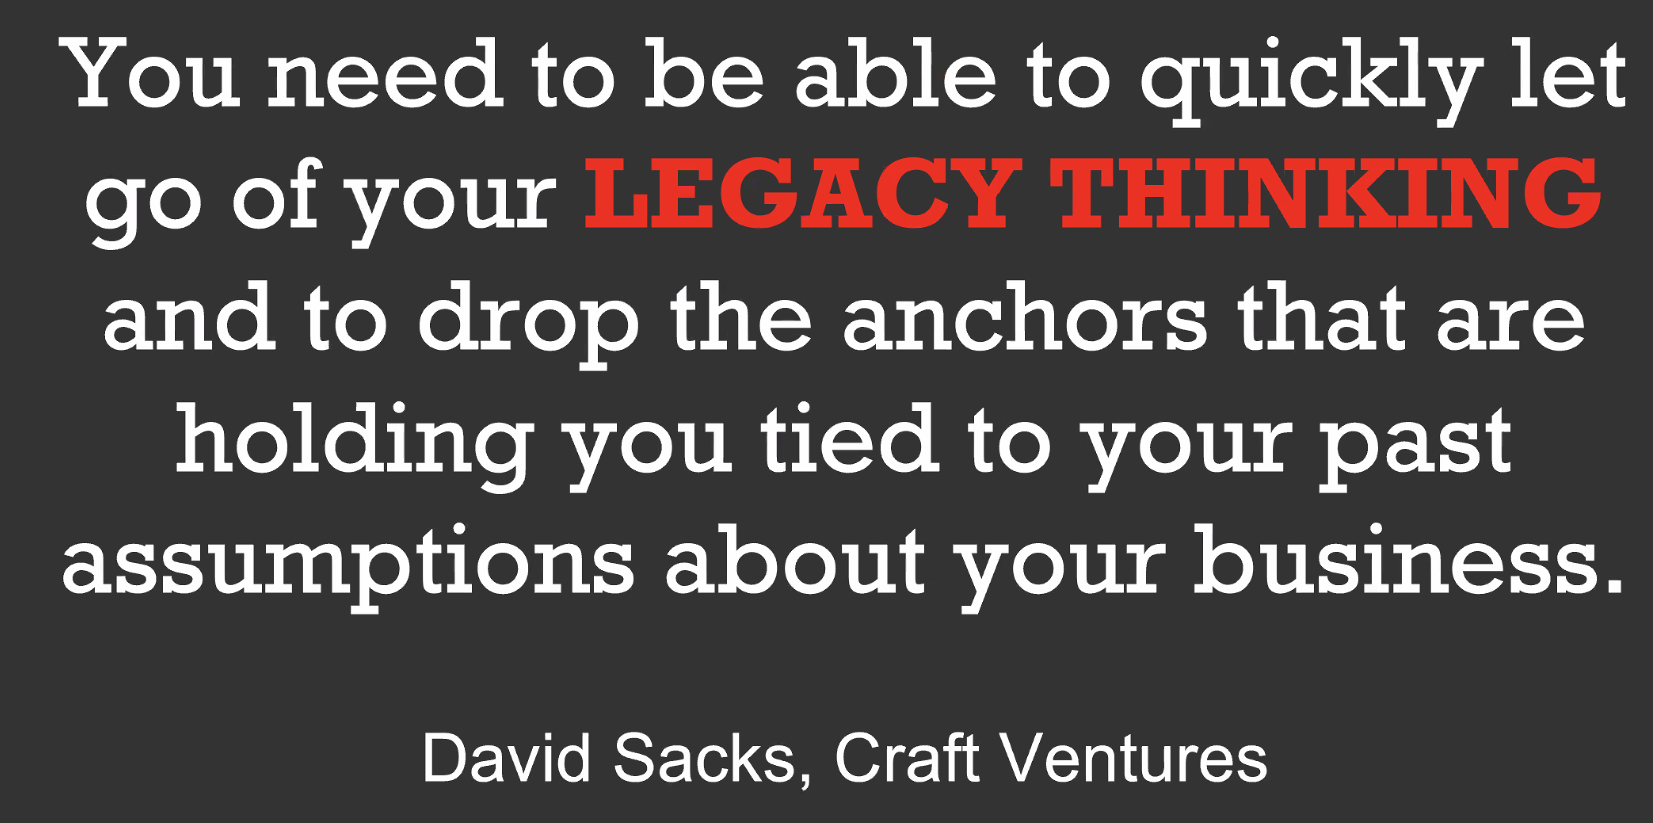 You need to be able to quickly let
go of your LEGACY THINKING
and to drop the anchors that are
holding you tied to your past
assumptions about your business.
David Sacks, Craft Ventures